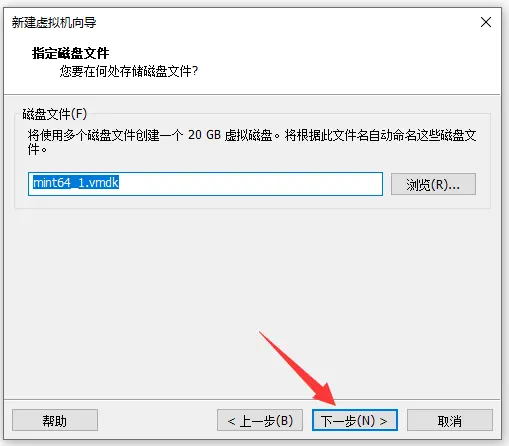 新建虚拟机向导
指定磁盘文件
您要在何处存储磁盘文件?
磁盘文件(F)
将使用多个磁盘文件创建一个 20 GB 虚拟磁盘。将根据此文件名自动命名这些磁盘文
件。
mint64_1.vmdk
浏览(R)...
帮助
< 上一步(B)
下一步(N) >
取消